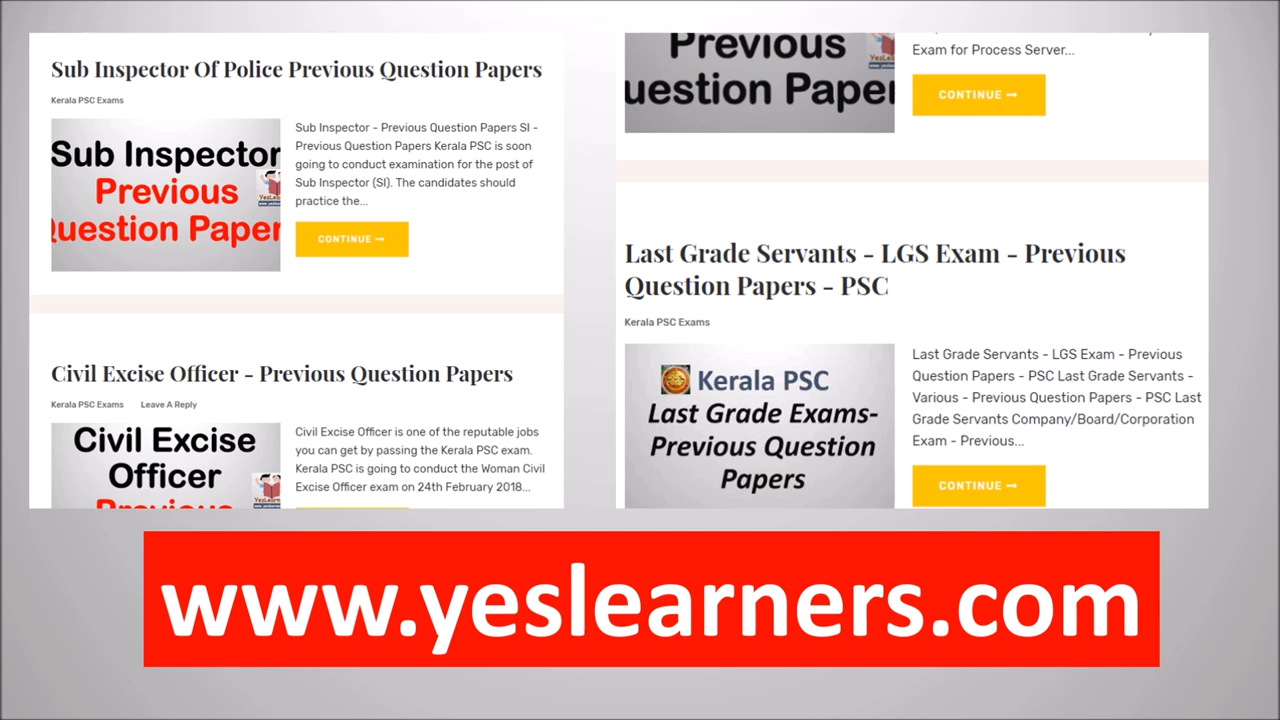 Sub Inspector Of Police Previous Question Papers
Kerala PSC Exams
Sub Inspector
Previous
Question Paper
Sub Inspector - Previous Question Papers SI -
Previous Question Papers Kerala PSC is soon
going to conduct examination for the post of
Sub Inspector (SI). The candidates should
practice the...
CONTINUE →
Civil Excise Officer - Previous Question Papers
Kerala PSC Exams Leave A Reply
Civil Excise
Officer
Previous
YesLearn
Civil Excise Officer is one of the reputable jobs
you can get by passing the Kerala PSC exam.
Kerala PSC is going to conduct the Woman Civil
Excise Officer exam on 24th February 2018...
Previous
uestion Paper
Exam for Process Server...
CONTINUE →
Last Grade Servants - LGS Exam - Previous
Question Papers - PSC
Kerala PSC Exams
Kerala PSC
Last Grade Exams-
Previous Question
Papers
Last Grade Servants - LGS Exam - Previous
Question Papers - PSC Last Grade Servants -
Various - Previous Question Papers - PSC Last
Grade Servants Company/Board/Corporation
Exam - Previous...
CONTINUE →
www.yeslearners.com